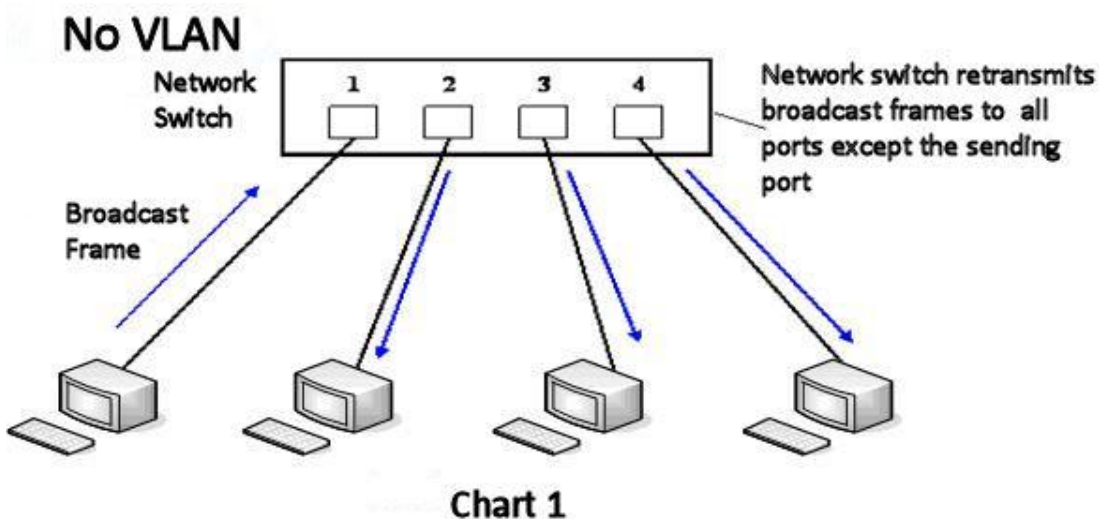 No VLAN
Network
Switch
1 2 3 4
Network switch retransmits
broadcast frames to all
ports except the sending
port
Broadcast
Frame
Chart 1